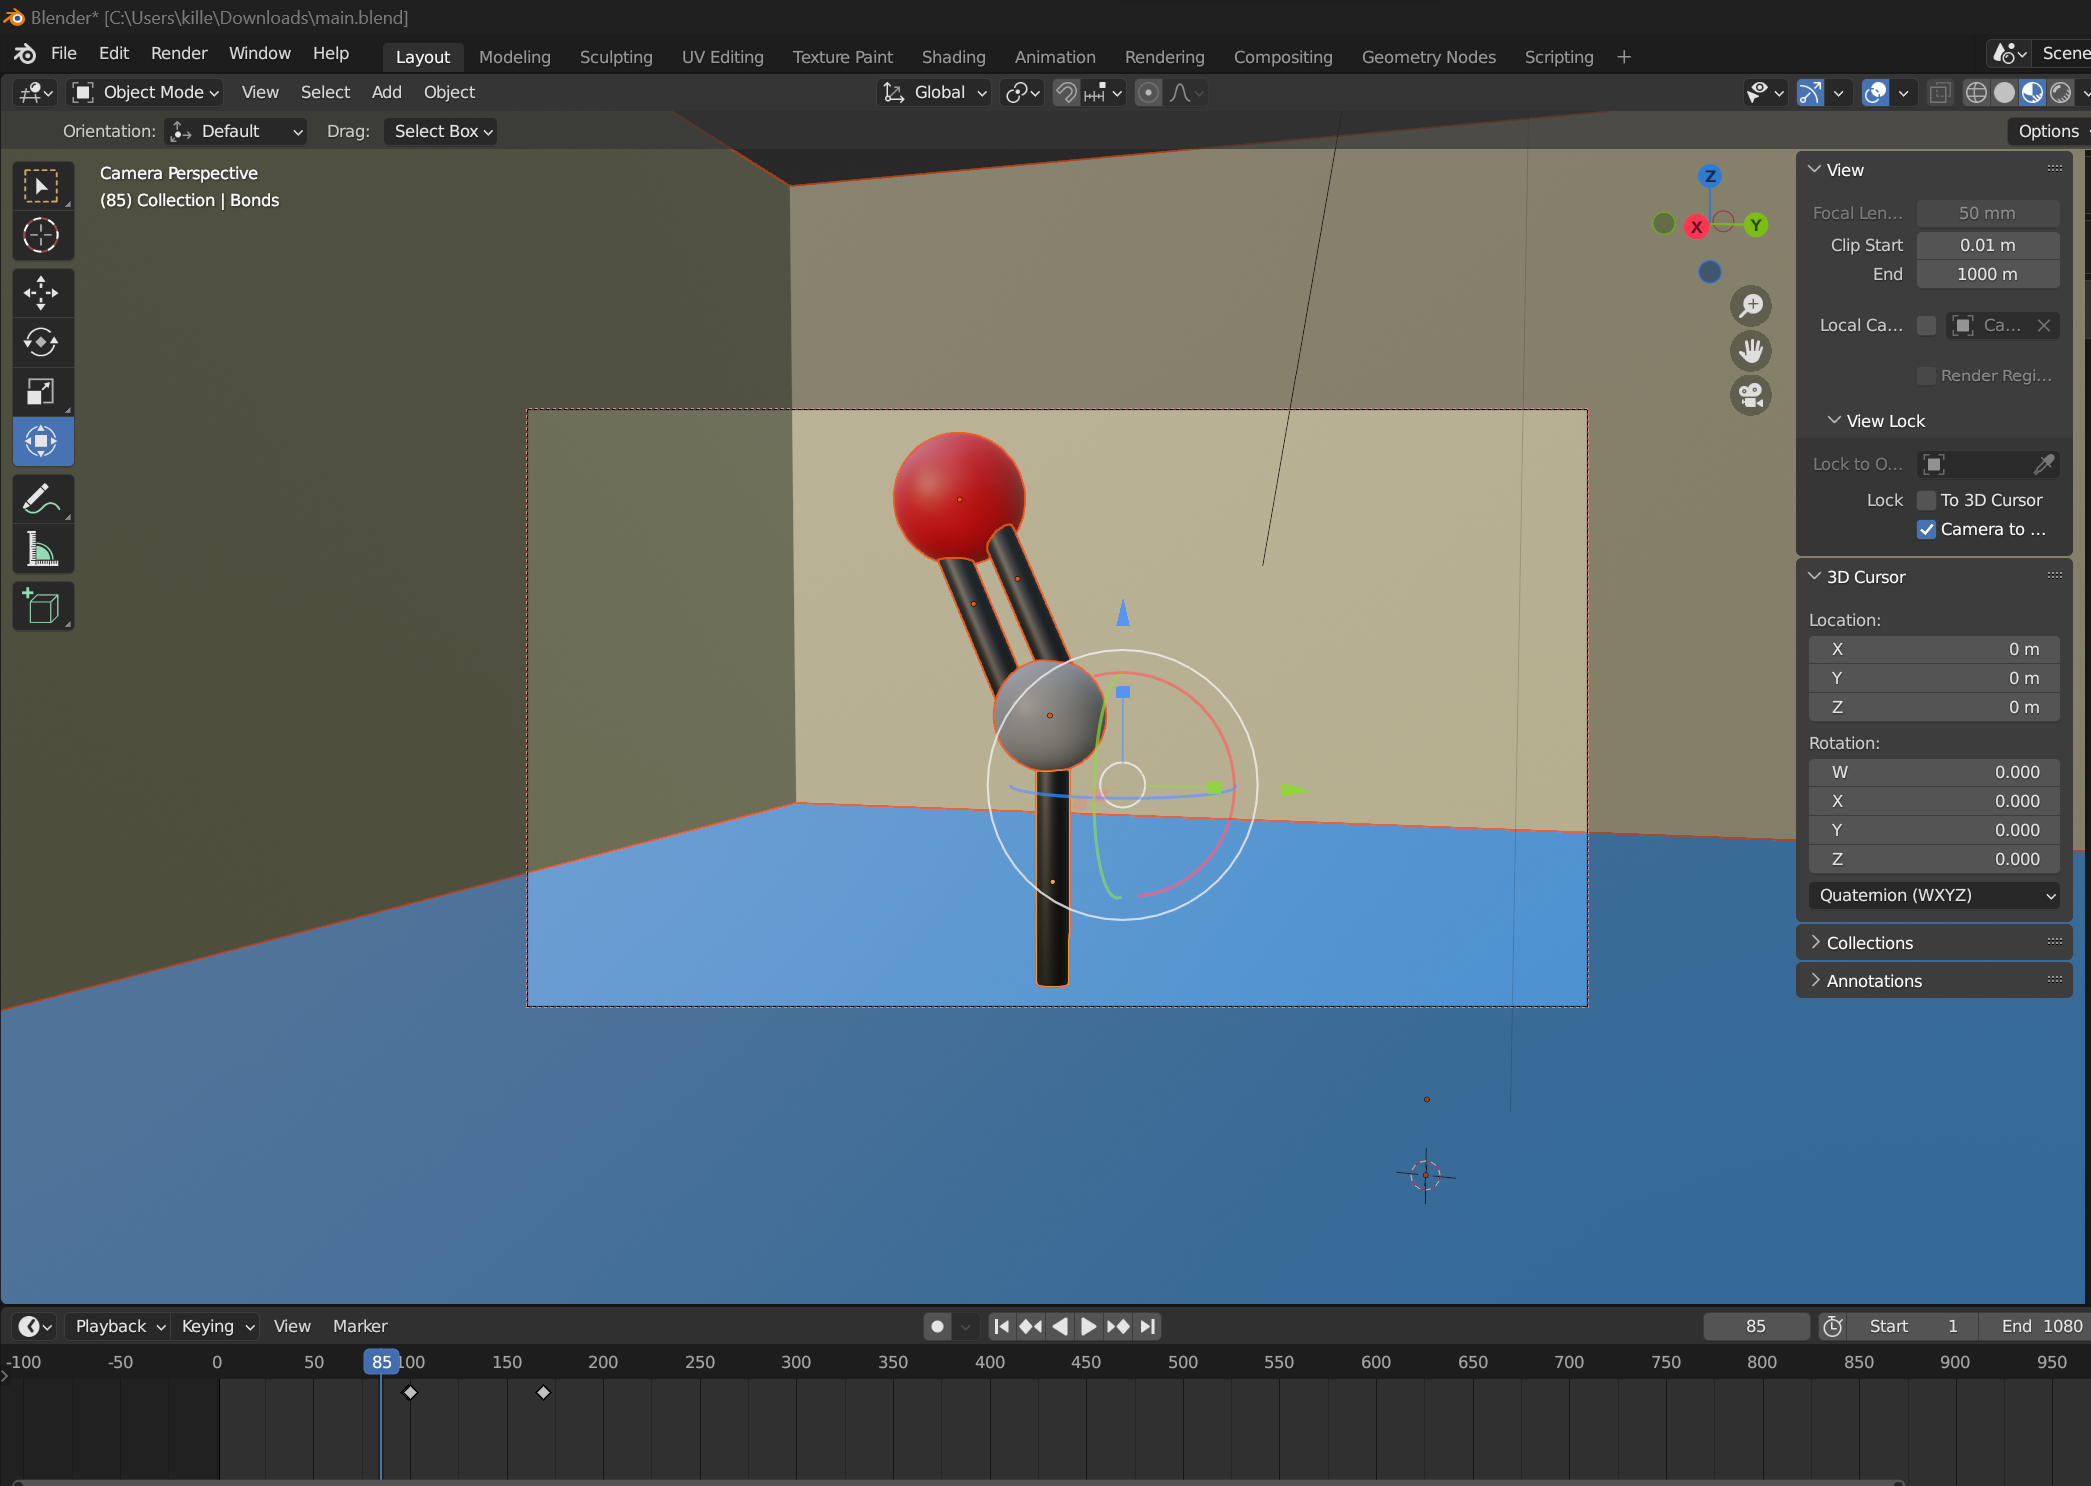 Blender* [C:\Users\kille\Downloads\main.blend]
File Edit Render Window Help Layout Modeling Sculpting UV Editing Texture Paint Shading Animation Rendering Compositing Geometry Nodes Scripting + Scene
Object Mode View Select Add Object Global
Orientation: Default Drag: Select Box Options
Camera Perspective
(85) Collection | Bonds
Z
X
Y
View
Focal Len... 50 mm
Clip Start 0.01 m
End 1000 m
Local Ca... Ca...
Render Regi...
View Lock
Lock to O...
Lock To 3D Cursor
Camera to ...
3D Cursor
Location:
X 0 m
Y 0 m
Z 0 m
Rotation:
W 0.000
X 0.000
Y 0.000
Z 0.000
Quaternion (WXYZ)
Collections
Annotations
Playback Keying View Marker 85 Start 1 End 1080
-100 -50 0 50 85 100 150 200 250 300 350 400 450 500 550 600 650 700 750 800 850 900 950